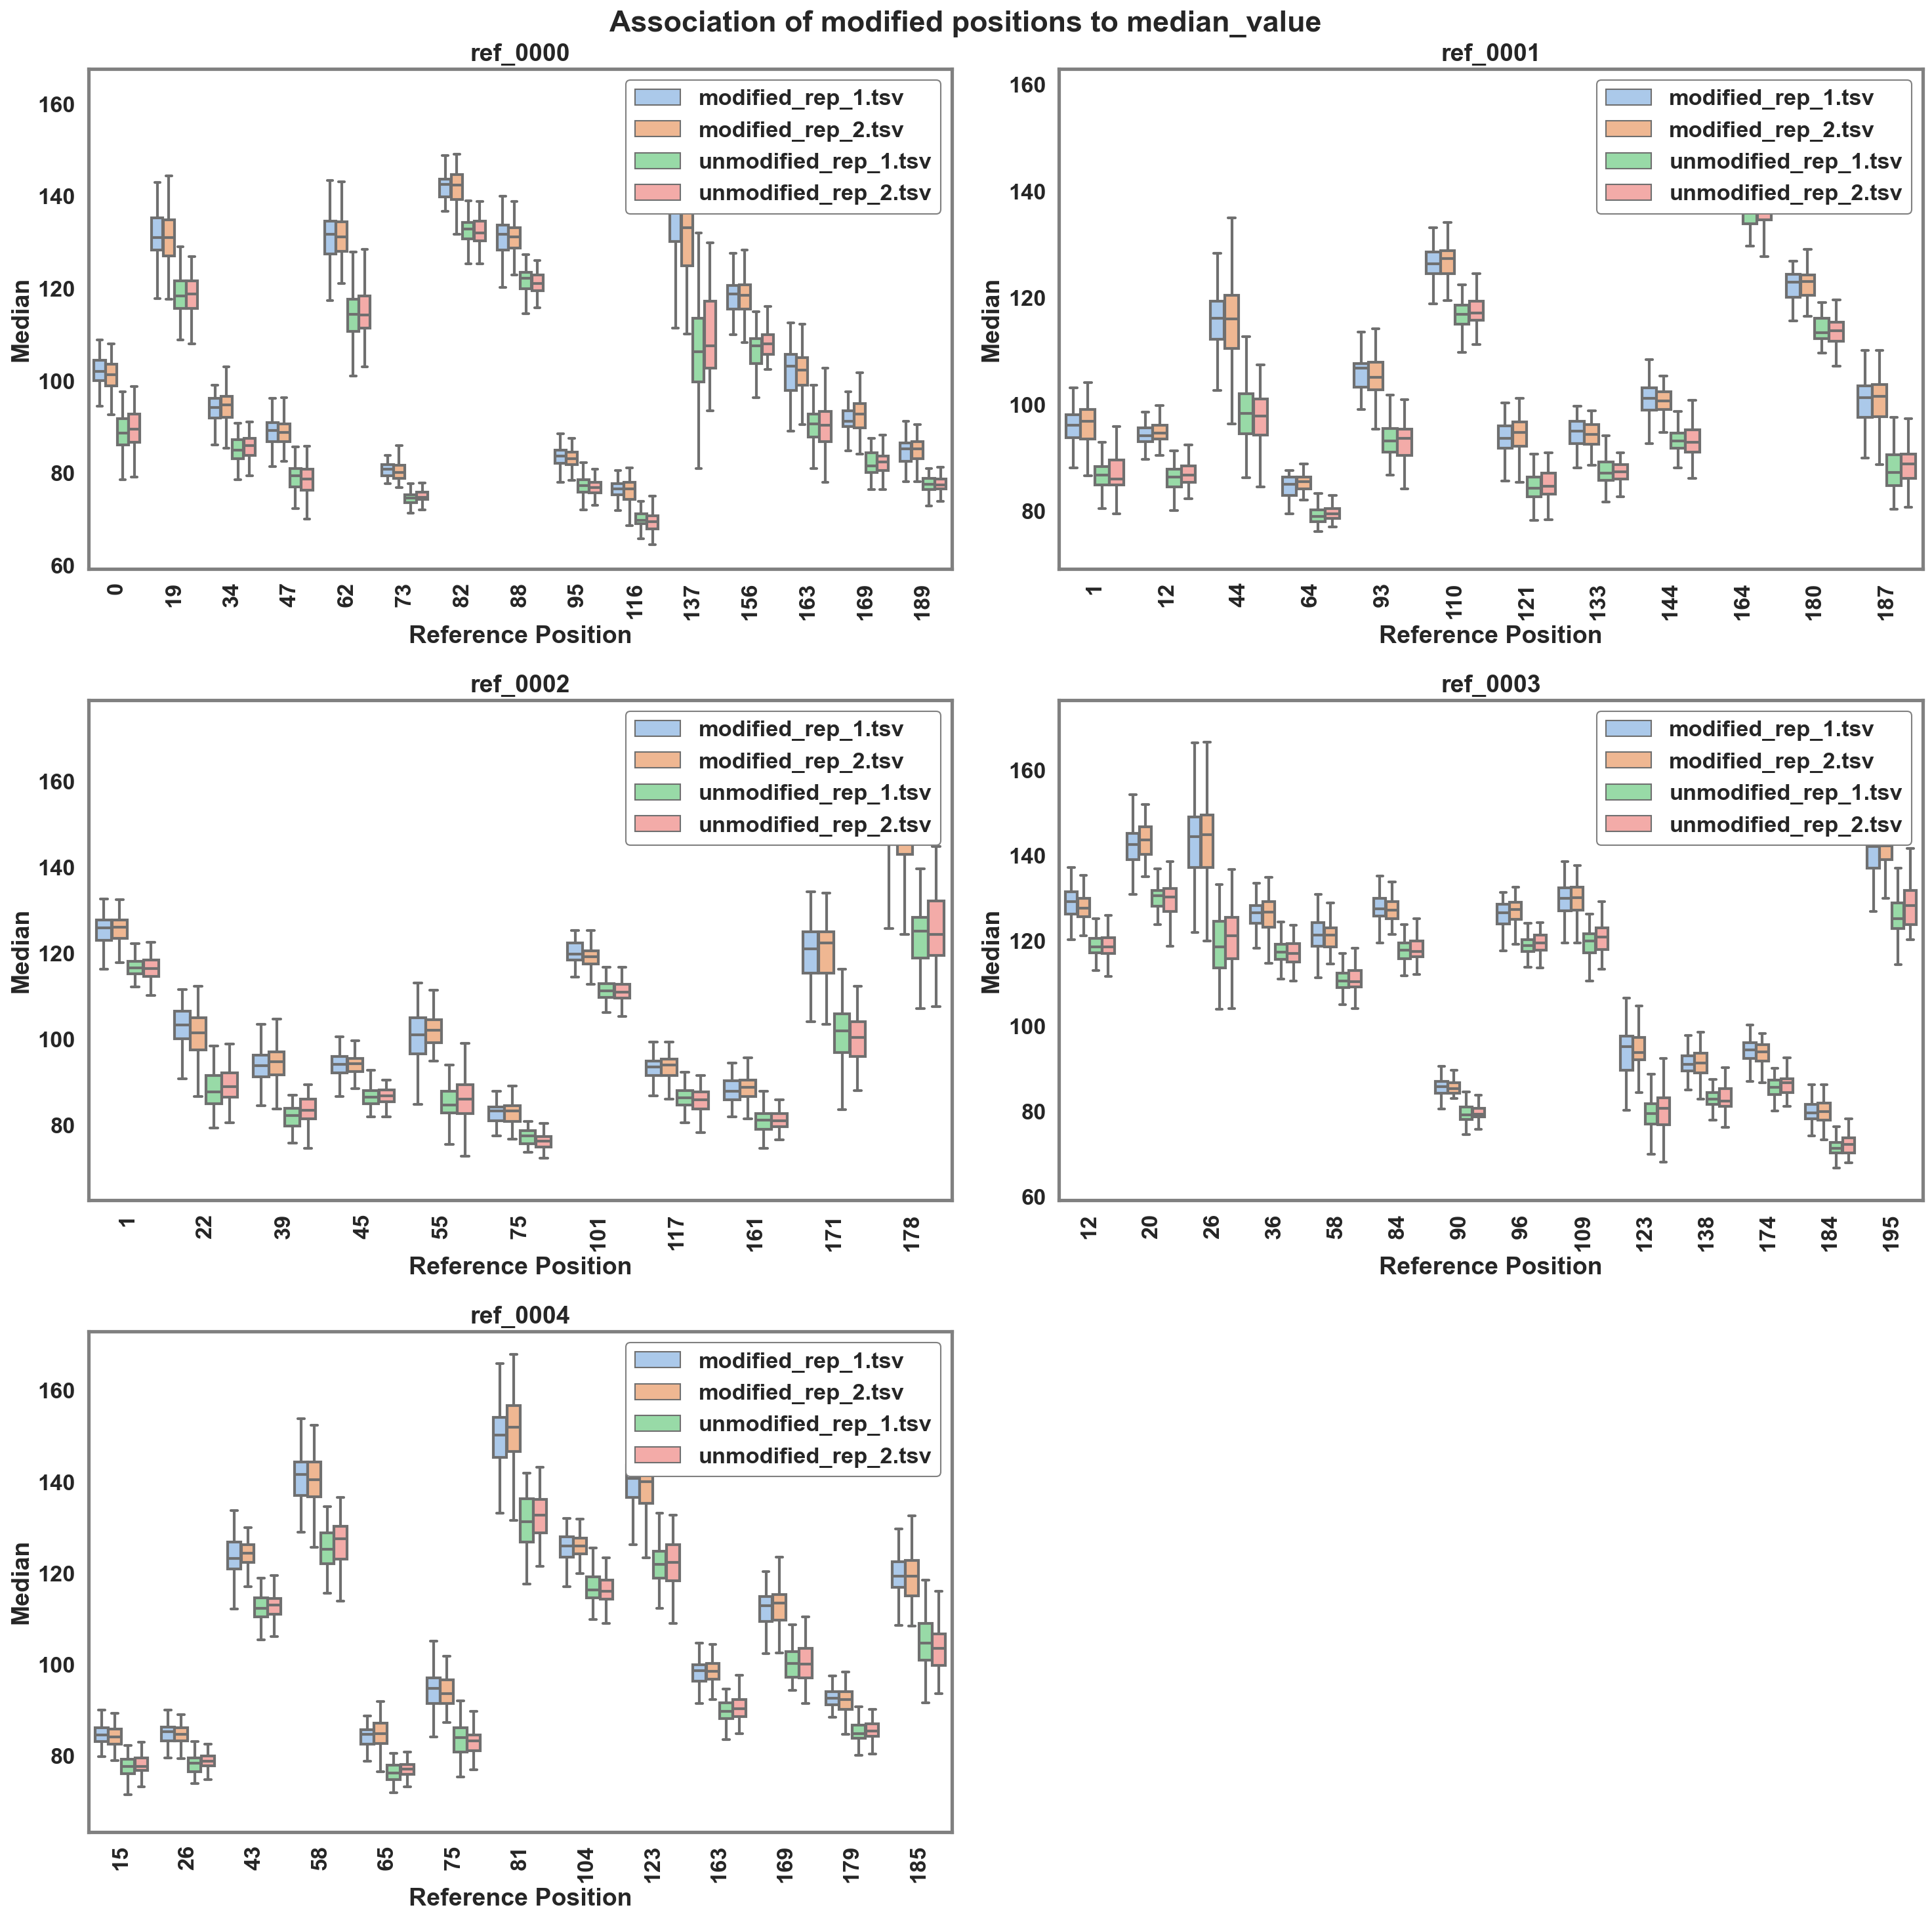 Association of modified positions to median_value
ref_0000
160
140
120
100
80
60
Median
modified_rep_1.tsv
modified_rep_2.tsv
unmodified_rep_1.tsv
unmodified_rep_2.tsv
0 19 34 47 62 73 82 88 95 116 137 156 163 169 189
Reference Position
ref_0001
160
140
120
100
80
Median
modified_rep_1.tsv
modified_rep_2.tsv
unmodified_rep_1.tsv
unmodified_rep_2.tsv
1 12 44 64 93 110 121 133 144 164 180 187
Reference Position
ref_0002
160
140
120
100
80
Median
modified_rep_1.tsv
modified_rep_2.tsv
unmodified_rep_1.tsv
unmodified_rep_2.tsv
1 22 39 45 55 75 101 117 161 171 178
Reference Position
ref_0003
160
140
120
100
80
60
Median
modified_rep_1.tsv
modified_rep_2.tsv
unmodified_rep_1.tsv
unmodified_rep_2.tsv
12 20 26 36 58 84 90 96 109 123 138 174 184 195
Reference Position
ref_0004
160
140
120
100
80
Median
modified_rep_1.tsv
modified_rep_2.tsv
unmodified_rep_1.tsv
unmodified_rep_2.tsv
15 26 43 58 65 75 81 104 123 163 169 179 185
Reference Position